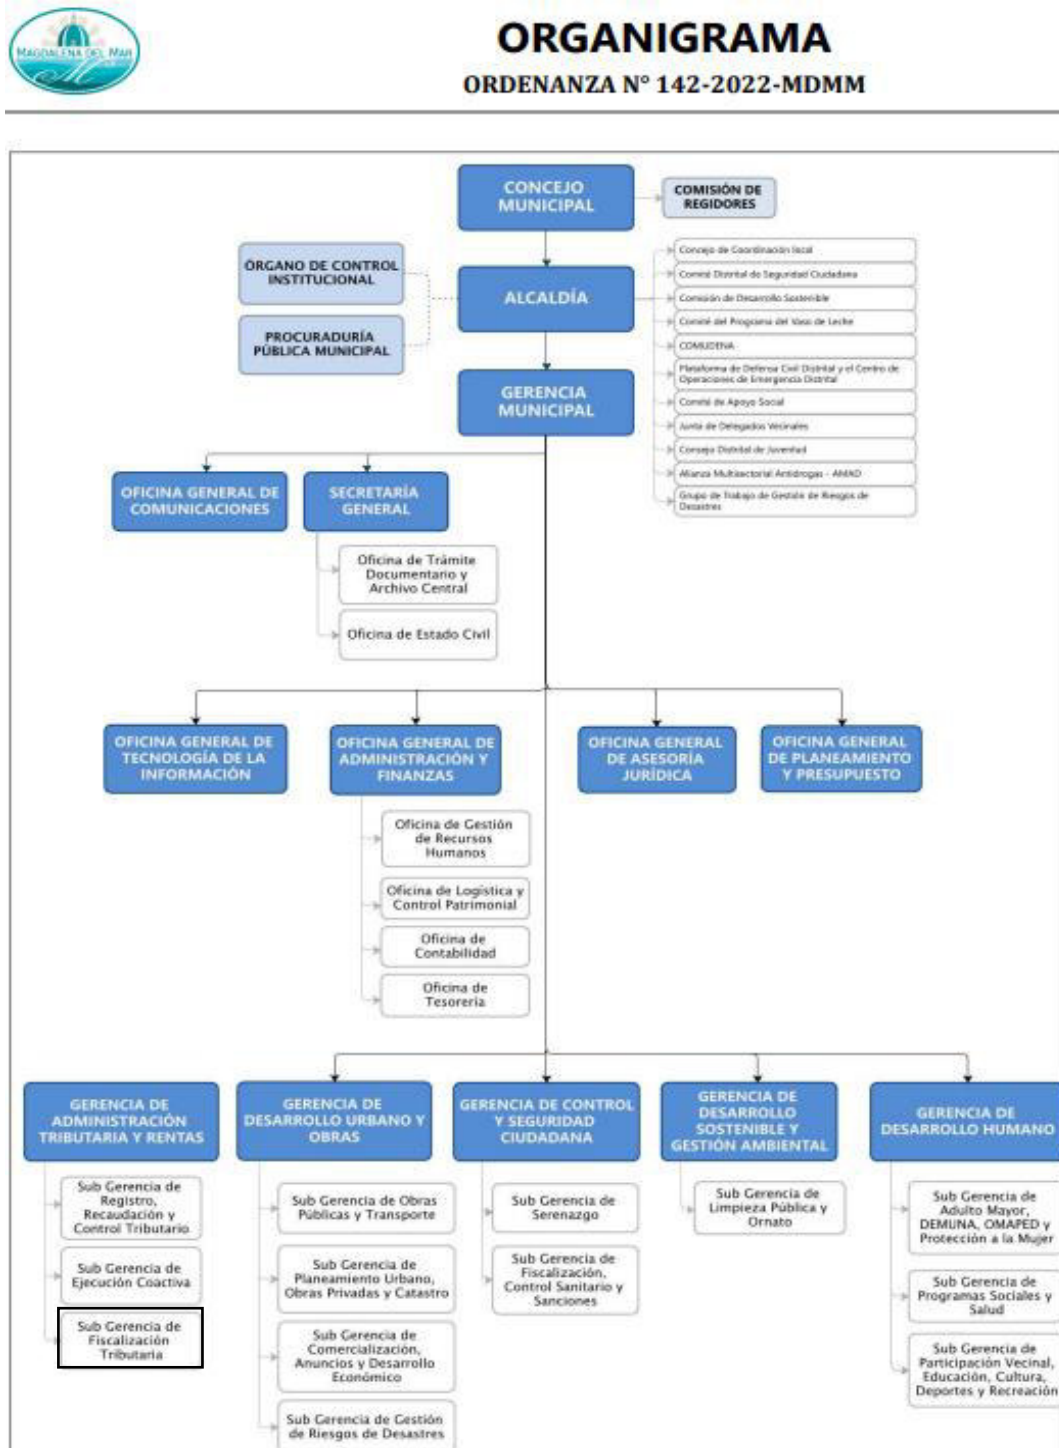 MAGDALENA DEL MAR
ORGANIGRAMA
ORDENANZA N° 142-2022-MDMM
CONCEJO
MUNICIPAL
COMISIÓN DE
REGIDORES
ÓRGANO DE CONTROL
INSTITUCIONAL
PROCURADURÍA
PÚBLICA MUNICIPAL
ALCALDÍA
Concejo de Coordinación local
Comité Distrital de Seguridad Ciudadana
Comisión de Desarrollo Sostenible
Comité del Programa del Vaso de Leche
COMUDENA
Plataforma de Defensa Civil Distrital y el Centro de
Operaciones de Emergencia Distrital
Comité de Apoyo Social
Junta de Delegados Vecinales
Consejo Distrital de Juventud
Alianza Multisectorial Antidrogas - AMAD
Grupo de Trabajo de Gestión de Riesgos de
Desastres
GERENCIA
MUNICIPAL
OFICINA GENERAL DE
COMUNICACIONES
SECRETARÍA
GENERAL
Oficina de Trámite
Documentario y
Archivo Central
Oficina de Estado Civil
OFICINA GENERAL DE
TECNOLOGÍA DE LA
INFORMACIÓN
OFICINA GENERAL DE
ADMINISTRACIÓN Y
FINANZAS
OFICINA GENERAL
DE ASESORÍA
JURÍDICA
OFICINA GENERAL
DE PLANEAMIENTO
Y PRESUPUESTO
Oficina de Gestión
de Recursos
Humanos
Oficina de Logística y
Control Patrimonial
Oficina de
Contabilidad
Oficina de
Tesorería
GERENCIA DE
ADMINISTRACIÓN
TRIBUTARIA Y RENTAS
Sub Gerencia de
Registro,
Recaudación y
Control Tributario
Sub Gerencia de
Ejecución Coactiva
Sub Gerencia de
Fiscalización
Tributaria
GERENCIA DE
DESARROLLO URBANO Y
OBRAS
Sub Gerencia de Obras
Públicas y Transporte
Sub Gerencia de
Planeamiento Urbano,
Obras Privadas y Catastro
Sub Gerencia de
Comercialización,
Anuncios y Desarrollo
Económico
Sub Gerencia de Gestión
de Riesgos de Desastres
GERENCIA DE CONTROL
Y SEGURIDAD
CIUDADANA
Sub Gerencia de
Serenazgo
Sub Gerencia de
Fiscalización,
Control Sanitario y
Sanciones
GERENCIA DE
DESARROLLO
SOSTENIBLE Y
GESTIÓN AMBIENTAL
Sub Gerencia de
Limpieza Pública y
Ornato
GERENCIA DE
DESARROLLO HUMANO
Sub Gerencia de
Adulto Mayor,
DEMUNA, OMAPED y
Protección a la Mujer
Sub Gerencia de
Programas Sociales y
Salud
Sub Gerencia de
Participación Vecinal,
Educación, Cultura,
Deportes y Recreación